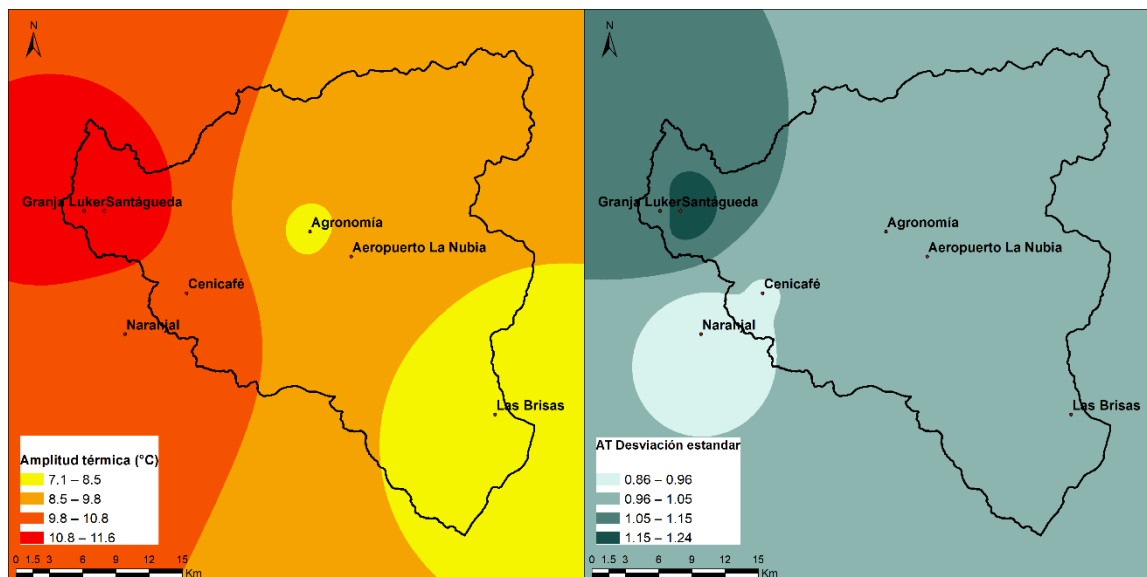 N
Granja Luker Santágueda
Agronomía
Aeropuerto La Nubia
Cenicafé
Naranjal
Las Brisas
Amplitud térmica (°C)
7.1 – 8.5
8.5 – 9.8
9.8 – 10.8
10.8 – 11.6
0 1.5 3 6 9 12 15
Km
N
Granja Luker Santágueda
Agronomía
Aeropuerto La Nubia
Cenicafé
Naranjal
Las Brisas
AT Desviación estandar
0.86 – 0.96
0.96 – 1.05
1.05 – 1.15
1.15 – 1.24
0 1.5 3 6 9 12 15
Km